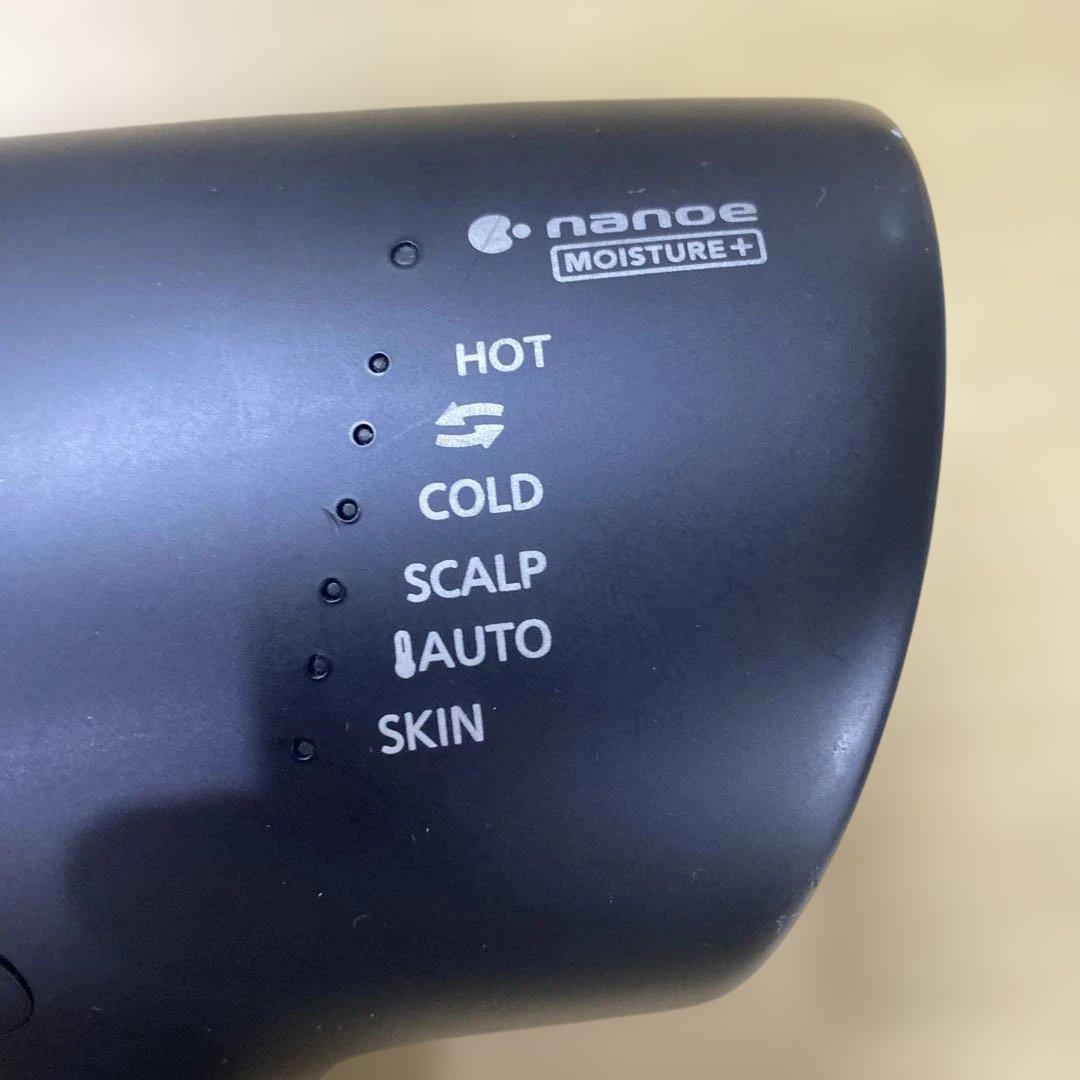 nanoe
MOISTURE+
HOT
COLD
SCALP
AUTO
SKIN